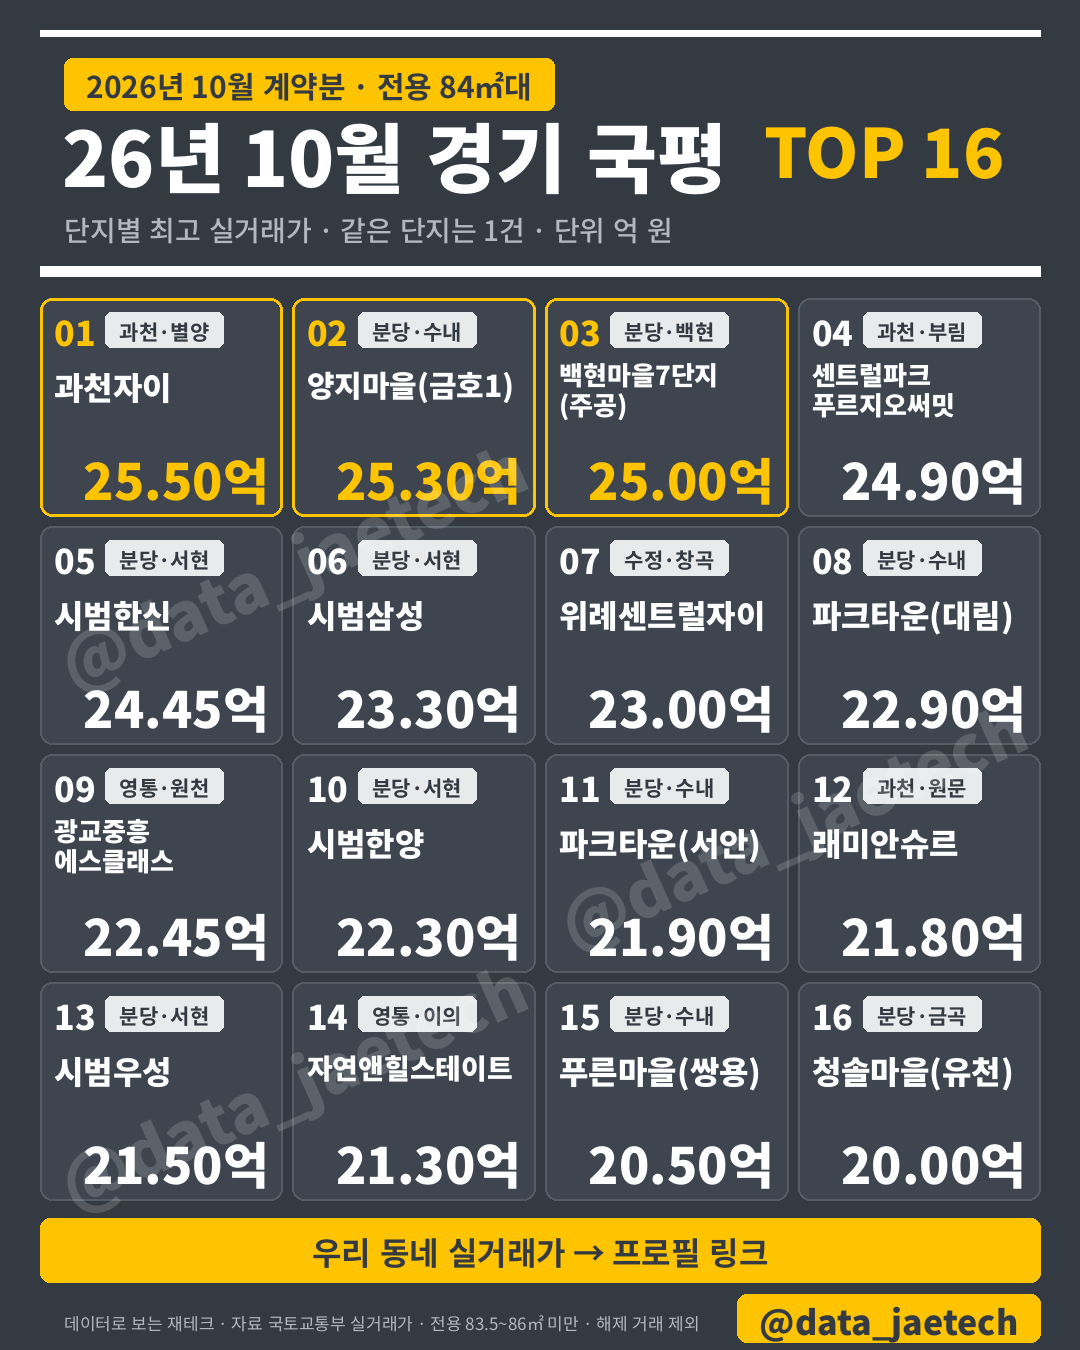 2026년 10월 계약분 · 전용 84㎡대
26년 10월 경기 국평 TOP 16
단지별 최고 실거래가 · 같은 단지는 1건 · 단위 억 원
01 과천·별양
과천자이
25.50억
02 분당·수내
양지마을(금호1)
25.30억
03 분당·백현
백현마을7단지
(주공)
25.00억
04 과천·부림
센트럴파크
푸르지오써밋
24.90억
05 분당·서현
시범한신
24.45억
06 분당·서현
시범삼성
23.30억
07 수정·창곡
위례센트럴자이
23.00억
08 분당·수내
파크타운(대림)
22.90억
09 영통·원천
광교중흥
에스클래스
22.45억
10 분당·서현
시범한양
22.30억
11 분당·수내
파크타운(서안)
21.90억
12 과천·원문
래미안슈르
21.80억
13 분당·서현
시범우성
21.50억
14 영통·이의
자연앤힐스테이트
21.30억
15 분당·수내
푸른마을(쌍용)
20.50억
16 분당·금곡
청솔마을(유천)
20.00억
@data_jaetech
@data_jaetech
@data_jaetech
우리 동네 실거래가 → 프로필 링크
데이터로 보는 재테크 · 자료 국토교통부 실거래가 · 전용 83.5~86㎡ 미만 · 해제 거래 제외
@data_jaetech